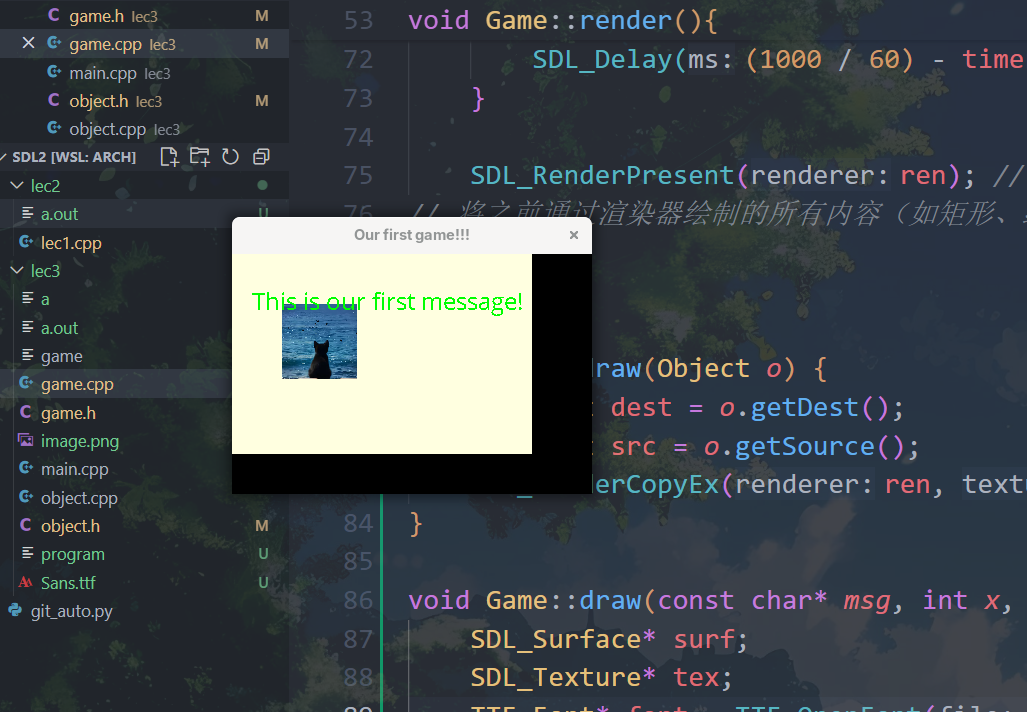 game.h lec3 M
game.cpp lec3 M
main.cpp lec3
object.h lec3 M
object.cpp lec3
SDL2 [WSL: ARCH]
lec2
a.out U
lec1.cpp
lec3
a
a.out
game
game.cpp
game.h
image.png
main.cpp
object.cpp
object.h M
program U
Sans.ttf U
git_auto.py
53 void Game::render(){
72 SDL_Delay(ms: (1000 / 60) - time
73 }
74
75 SDL_RenderPresent(renderer: ren); //
76 // 将之前通过渲染器绘制的所有内容（如矩形、
Our first game!!!
This is our first message!
(Object o) {
dest = o.getDest();
src = o.getSource();
(renderer: ren,
84 }
85
86 void Game::draw(const char* msg, int x,
87 SDL_Surface* surf;
88 SDL_Texture* tex;